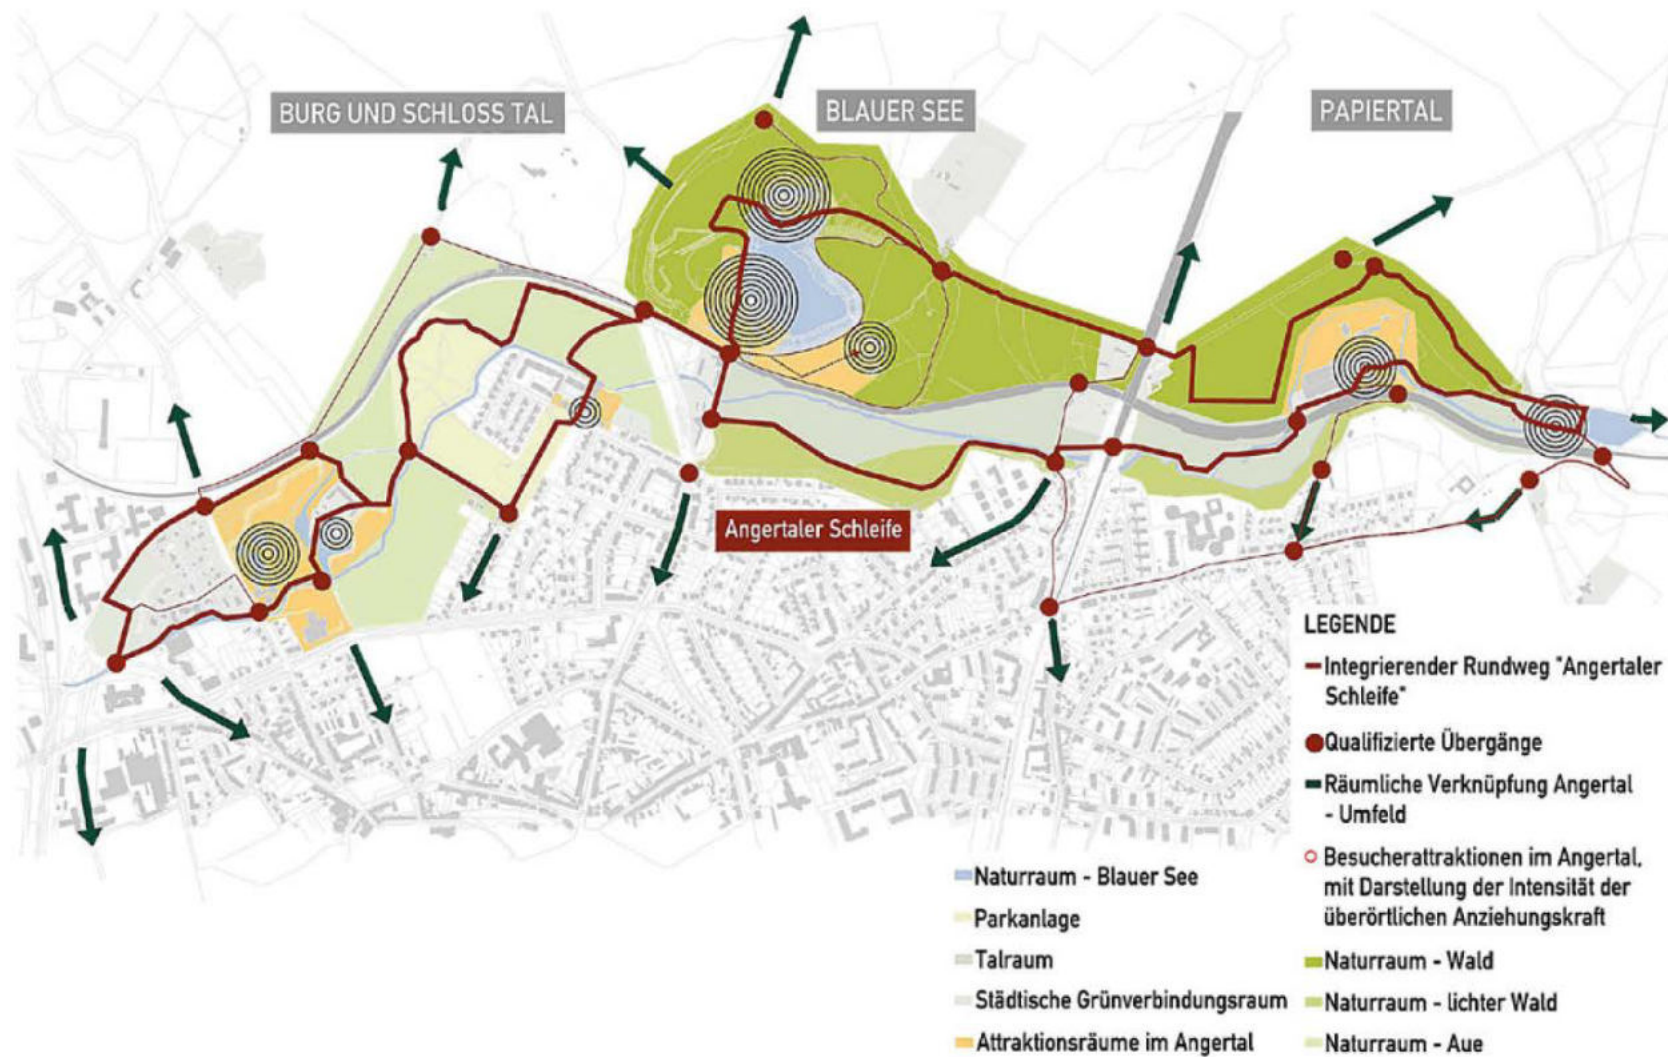 BURG UND SCHLOSS TAL
BLAUER SEE
PAPIERTAL
Angertaler Schleife
LEGENDE
Integrierender Rundweg "Angertaler
Schleife"
Qualifizierte Übergänge
Räumliche Verknüpfung Angertal
- Umfeld
Besucherattraktionen im Angertal,
mit Darstellung der Intensität der
überörtlichen Anziehungskraft
Naturraum - Wald
Naturraum - lichter Wald
Naturraum - Aue
Naturraum - Blauer See
Parkanlage
Talraum
Städtische Grünverbindungsraum
Attraktionsräume im Angertal